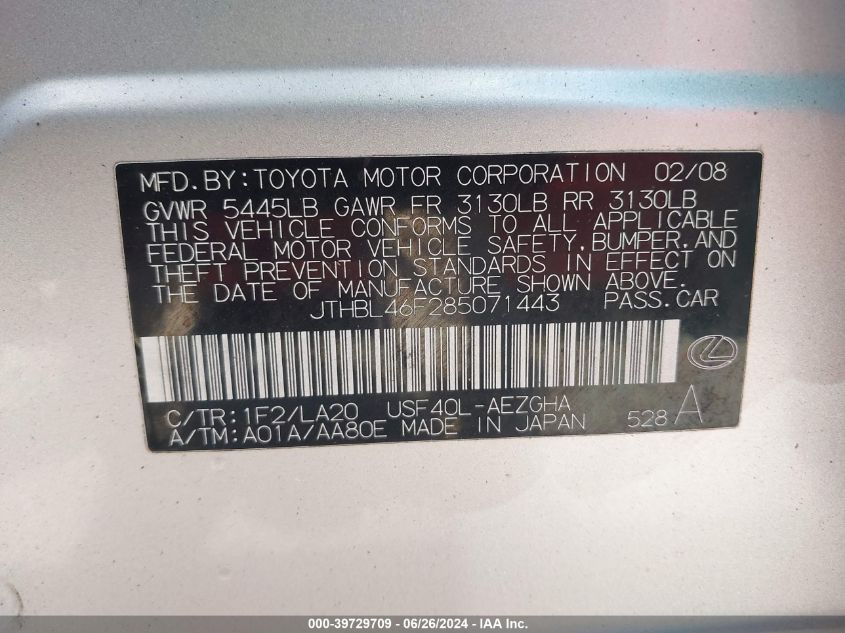 MFD.BY:TOYOTA MOTOR CORPORATION 02/08
GVWR 5445LB GAWR FR 3130LB RR 3130LB
THIS VEHICLE CONFORMS TO ALL APPLICABLE
FEDERAL MOTOR VEHICLE SAFETY,BUMPER,AND
THEFT PREVENTION STANDARDS IN EFFECT ON
THE DATE OF MANUFACTURE SHOWN ABOVE.
JTHBL46F285071443 PASS.CAR
C/TR:1F2/LA20 USF40L-AEZGHA
A/TM:A01A/AA80E MADE IN JAPAN 528 A
000-39729709 - 06/26/2024 - IAA Inc.